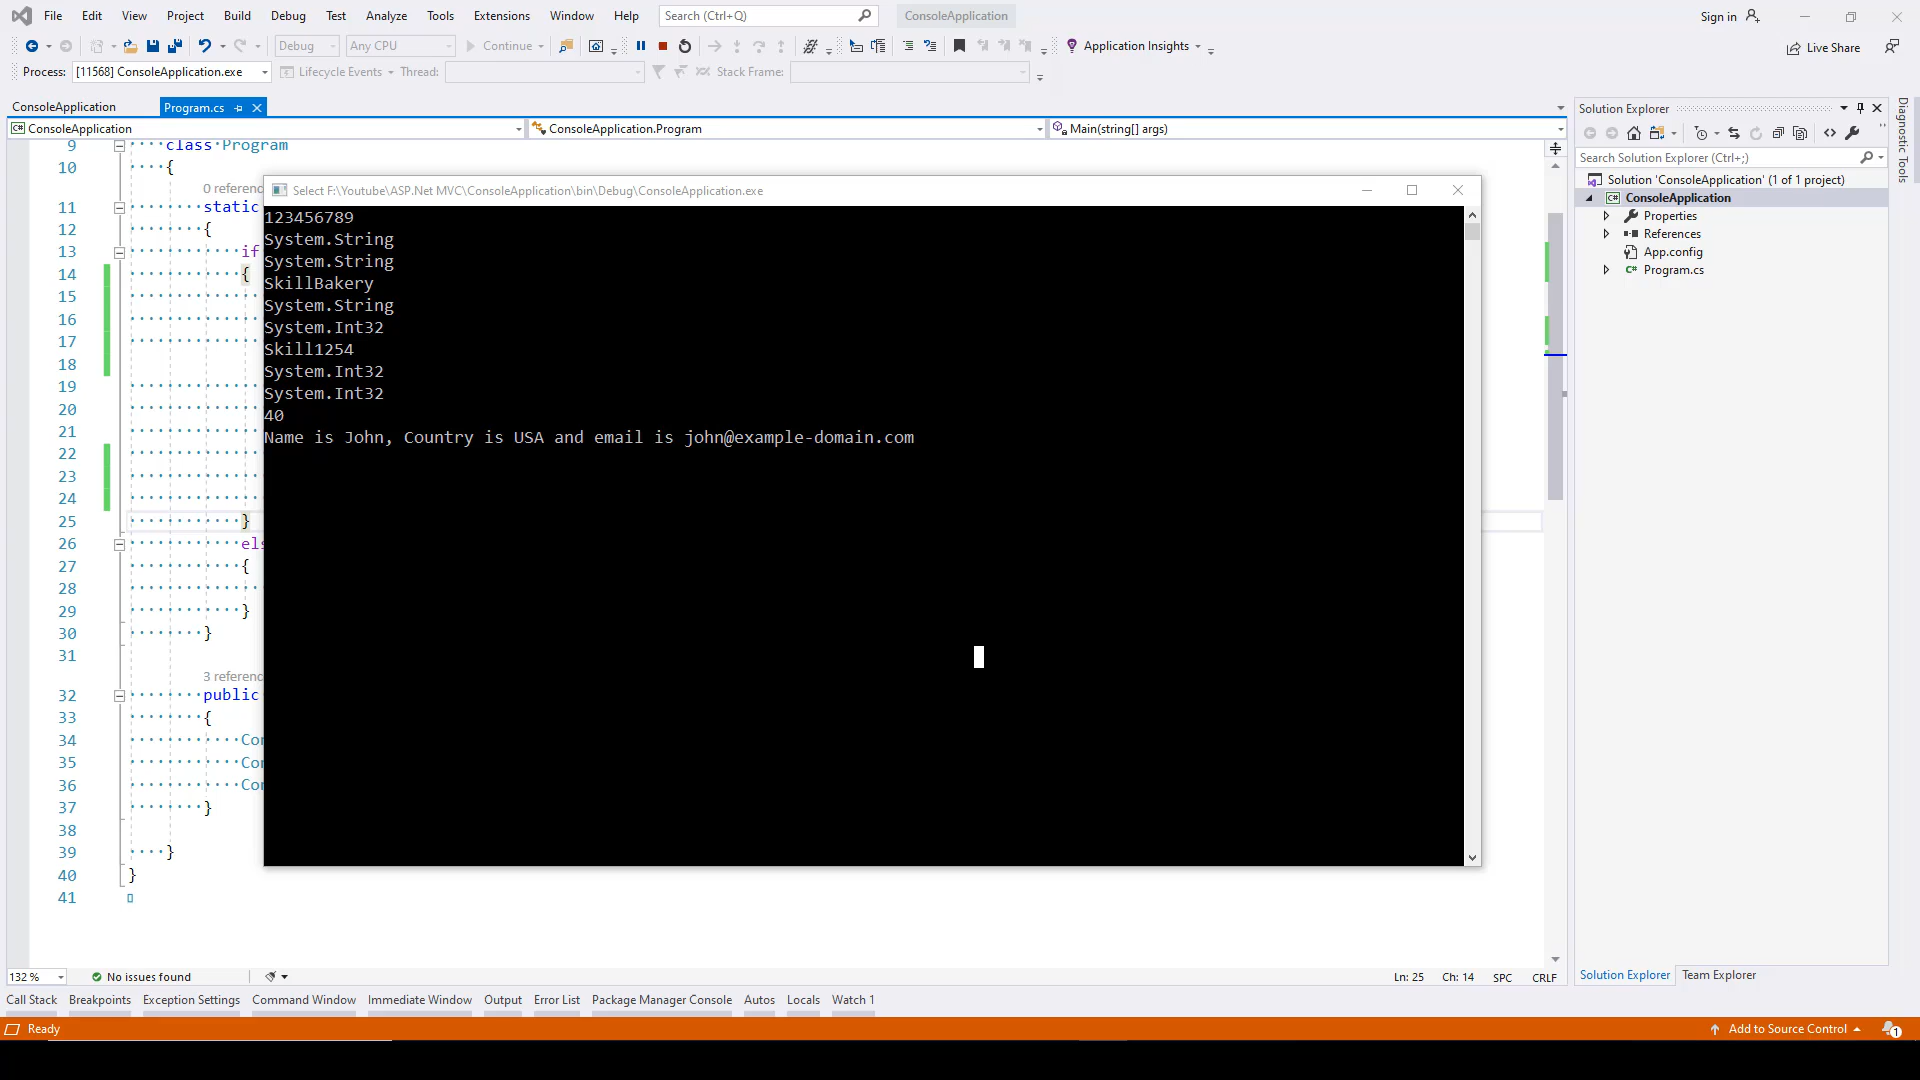 File Edit View Project Build Debug Test Analyze Tools Extensions Window Help Search (Ctrl+Q) ConsoleApplication Sign in
Debug Any CPU Continue Application Insights Live Share
Process: [11568] ConsoleApplication.exe Lifecycle Events Thread: Stack Frame:
ConsoleApplication Program.cs
ConsoleApplication ConsoleApplication.Program Main(string[] args)
9 class Program
10 {
0 referenc
11 static
12 {
13 if
14 {
15
16
17
18
19
20
21
22
23
24
25 }
26 els
27 {
28
29 }
30 }
31
3 referenc
32 public
33 {
34 Con
35 Con
36 Con
37 }
38
39 }
40 }
41
Select F:\Youtube\ASP.Net MVC\ConsoleApplication\bin\Debug\ConsoleApplication.exe
123456789
System.String
System.String
SkillBakery
System.String
System.Int32
Skill1254
System.Int32
System.Int32
40
Name is John, Country is USA and email is john@example-domain.com
Solution Explorer
Search Solution Explorer (Ctrl+;)
Solution 'ConsoleApplication' (1 of 1 project)
C# ConsoleApplication
Properties
References
App.config
C# Program.cs
Diagnostic Tools
132 % No issues found Ln: 25 Ch: 14 SPC CRLF
Solution Explorer Team Explorer
Call Stack Breakpoints Exception Settings Command Window Immediate Window Output Error List Package Manager Console Autos Locals Watch 1
Ready Add to Source Control 1